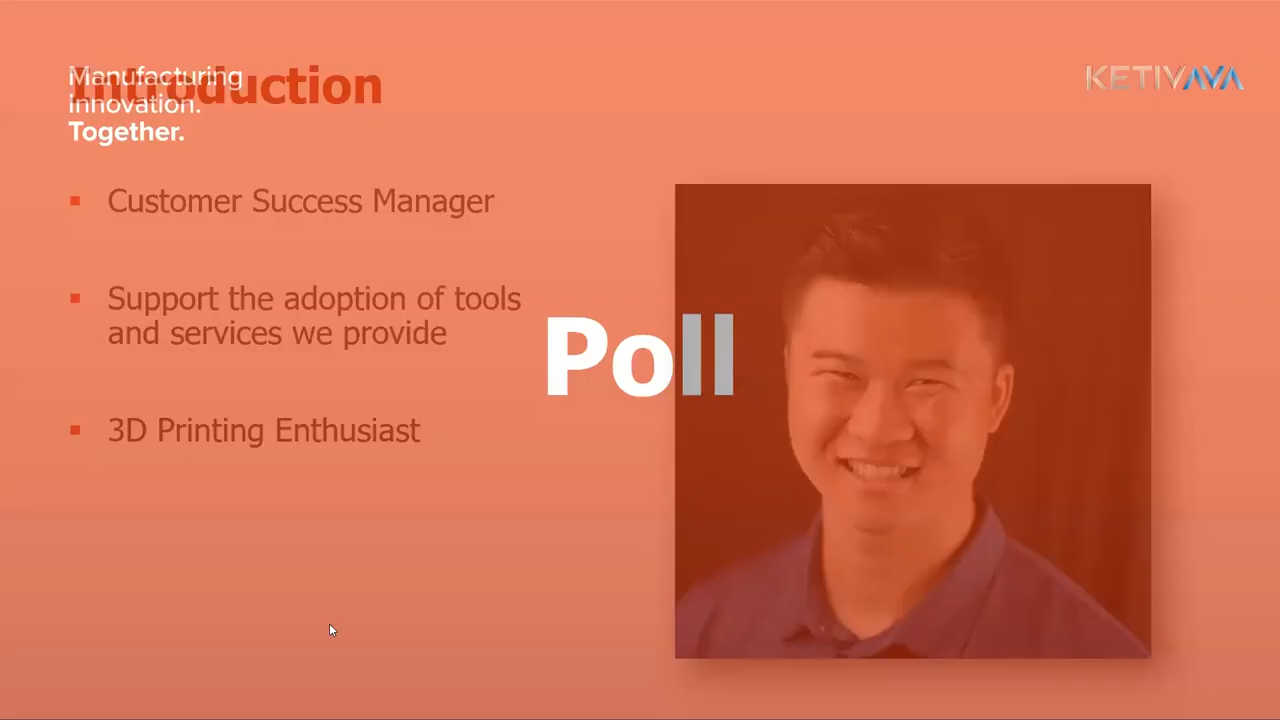 Introduction
Manufacturing
Innovation.
Together.
KETIV AVA
▪ Customer Success Manager
▪ Support the adoption of tools
and services we provide
▪ 3D Printing Enthusiast
Poll